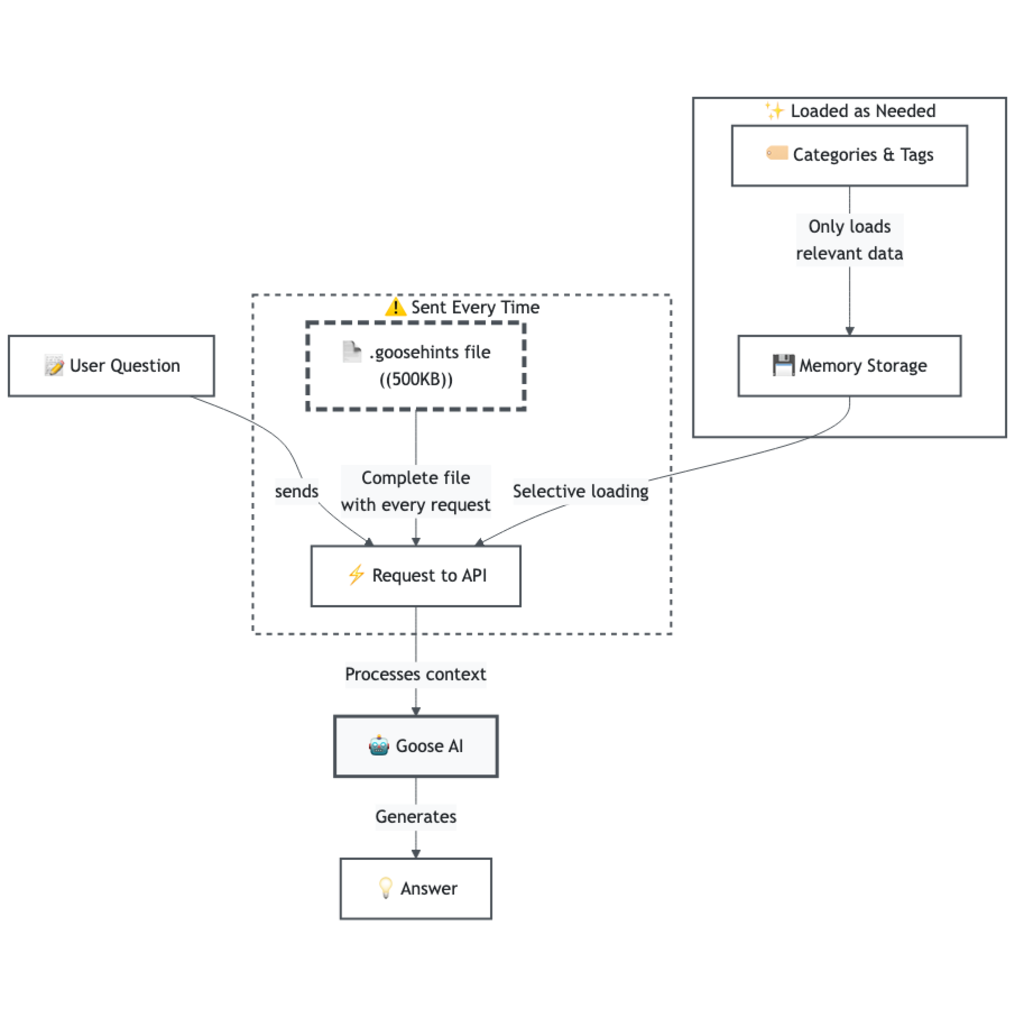 ✨ Loaded as Needed
🏷️ Categories & Tags
Only loads
relevant data
⚠️ Sent Every Time
📝 User Question
📄 .goosehints file
((500KB))
💾 Memory Storage
sends
Complete file
with every request
Selective loading
⚡ Request to API
Processes context
🤖 Goose AI
Generates
💡 Answer